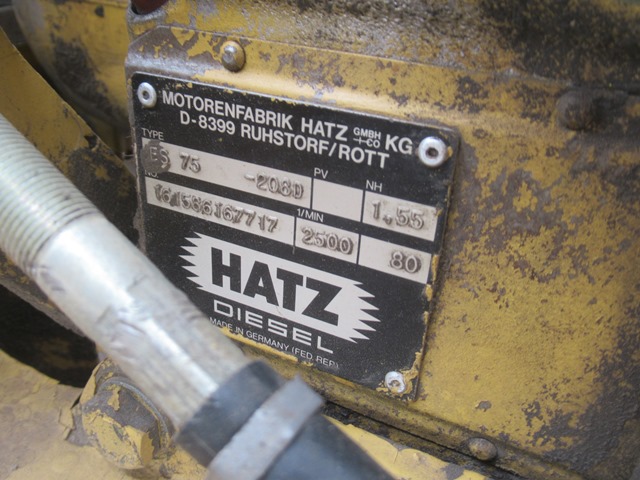 MOTORENFABRIK HATZ GMBH +CO KG
D-8399 RUHSTORF/ROTT
TYPE PV NH
ES 75 -208D 1.55
1/MIN
2500 80
HATZ
DIESEL
MADE IN GERMANY (FED. REP.)